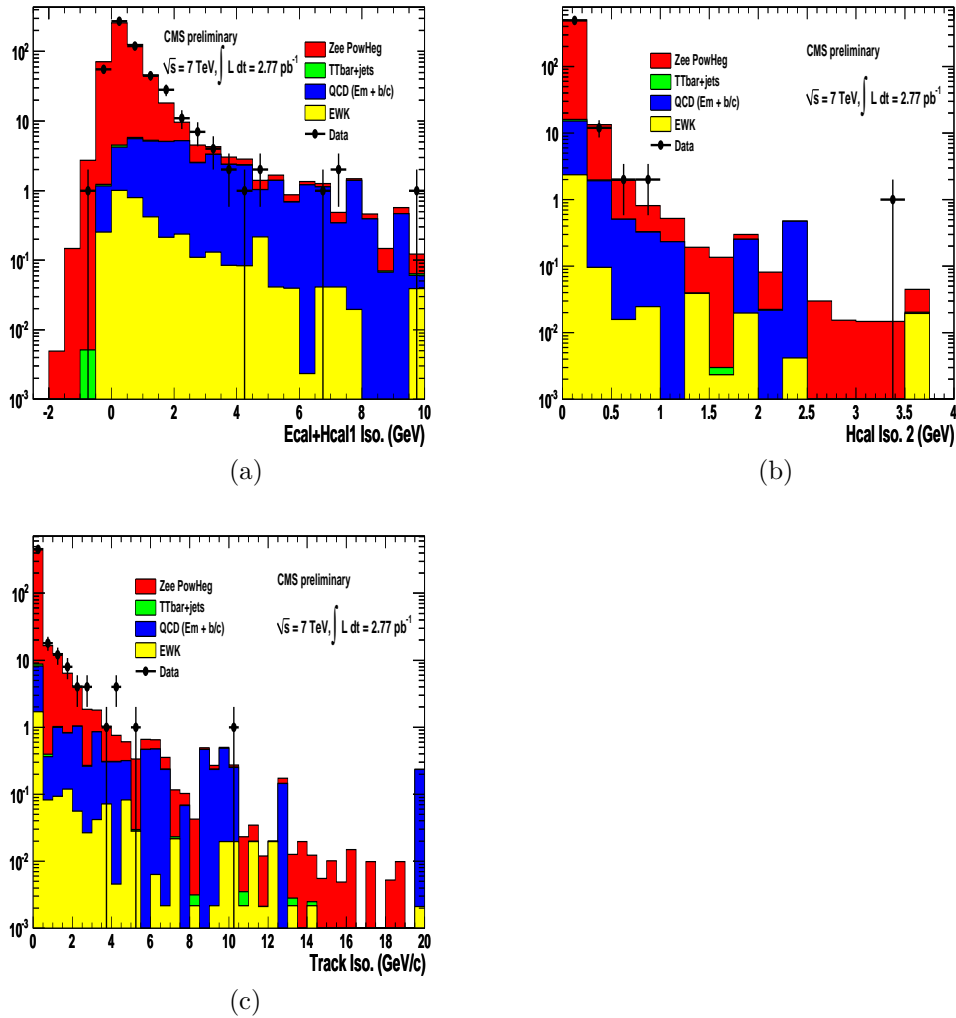 CMS preliminary
√s = 7 TeV, ∫ L dt = 2.77 pb⁻¹
Zee PowHeg
TTbar+jets
QCD (Em + b/c)
EWK
Data
10²
10
1
10⁻¹
10⁻²
10⁻³
-2 0 2 4 6 8 10
Ecal+Hcal1 Iso. (GeV)
(a)
CMS preliminary
√s = 7 TeV, ∫ L dt = 2.77 pb⁻¹
Zee PowHeg
TTbar+jets
QCD (Em + b/c)
EWK
Data
10²
10
1
10⁻¹
10⁻²
10⁻³
0 0.5 1 1.5 2 2.5 3 3.5 4
Hcal Iso. 2 (GeV)
(b)
CMS preliminary
√s = 7 TeV, ∫ L dt = 2.77 pb⁻¹
Zee PowHeg
TTbar+jets
QCD (Em + b/c)
EWK
Data
10²
10
1
10⁻¹
10⁻²
10⁻³
0 2 4 6 8 10 12 14 16 18 20
Track Iso. (GeV/c)
(c)